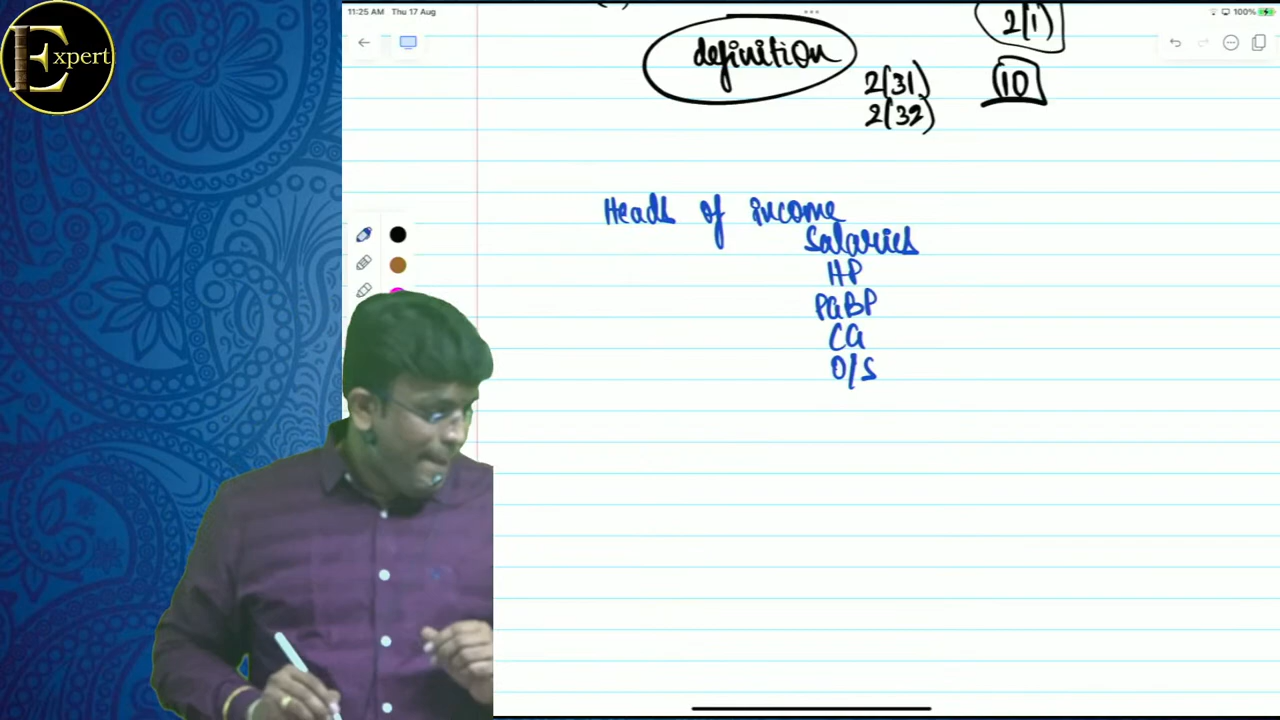 11:25 AM Thu 17 Aug
100%
Expert
2(i)
definition
2(31)
10
2(32)
Heads of income
Salaries
HP
PGBP
CG
O/S